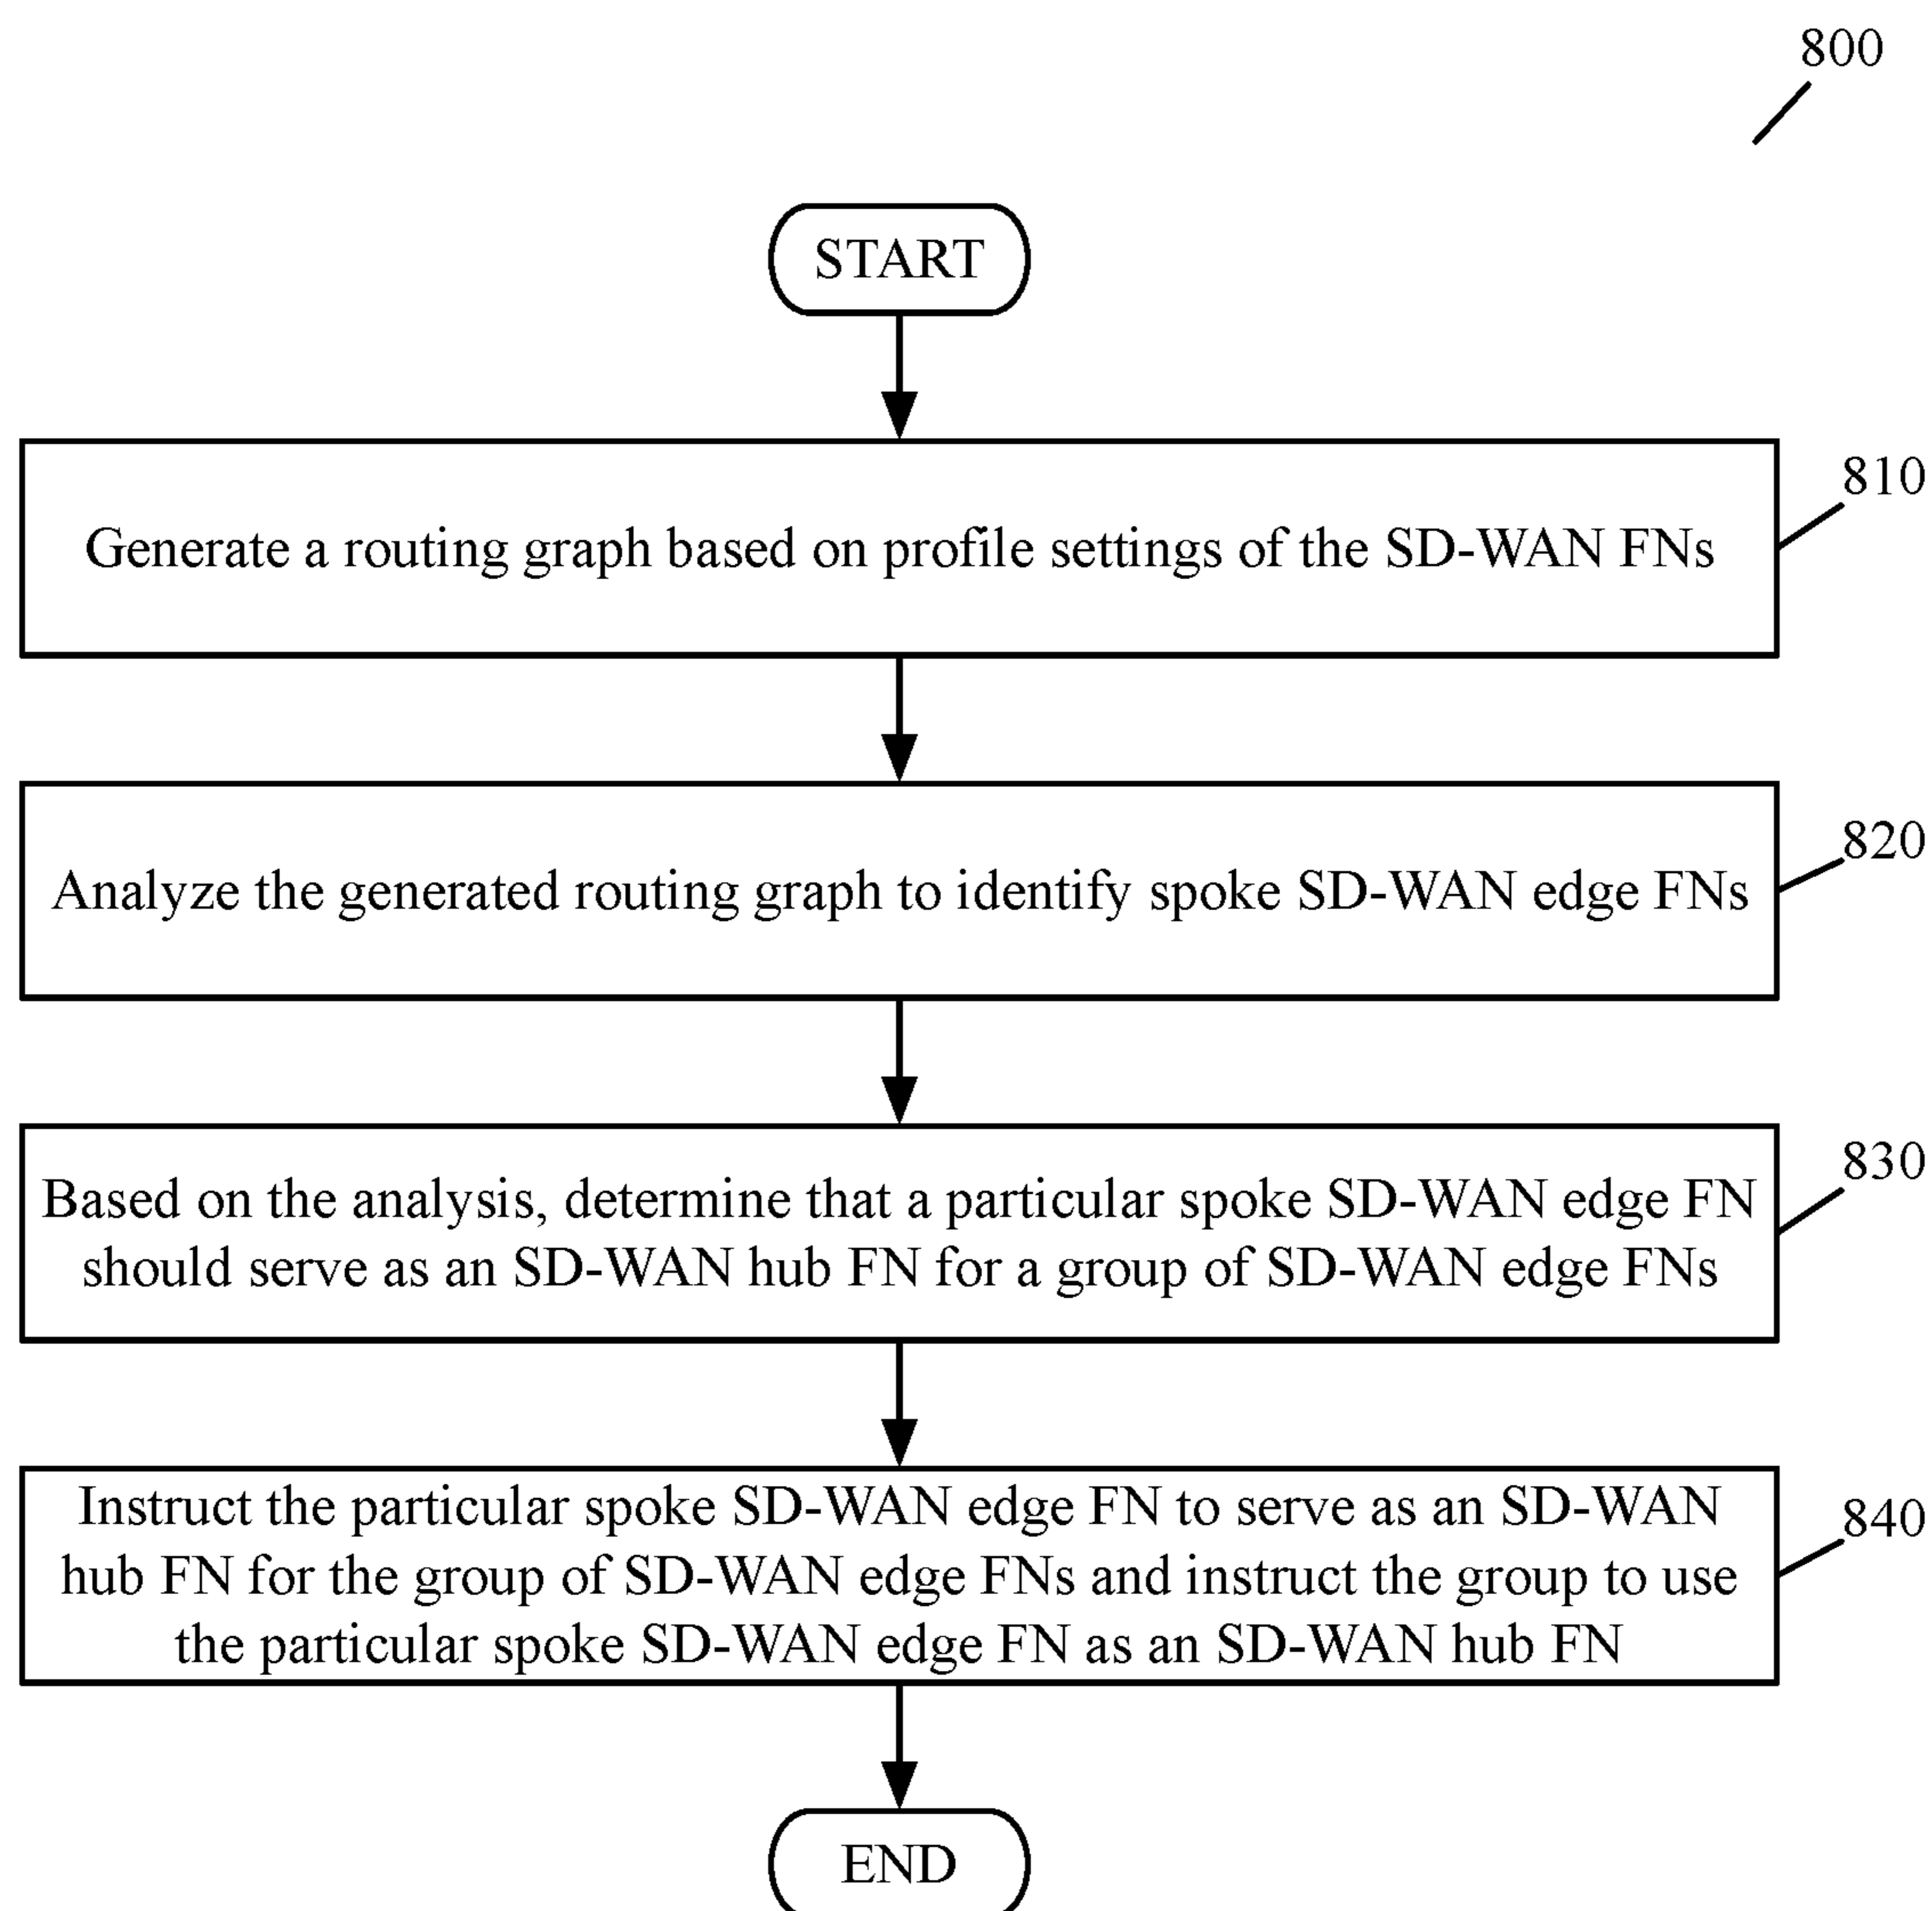 800
START
810
Generate a routing graph based on profile settings of the SD-WAN FNs
820
Analyze the generated routing graph to identify spoke SD-WAN edge FNs
830
Based on the analysis, determine that a particular spoke SD-WAN edge FN
should serve as an SD-WAN hub FN for a group of SD-WAN edge FNs
840
Instruct the particular spoke SD-WAN edge FN to serve as an SD-WAN
hub FN for the group of SD-WAN edge FNs and instruct the group to use
the particular spoke SD-WAN edge FN as an SD-WAN hub FN
END